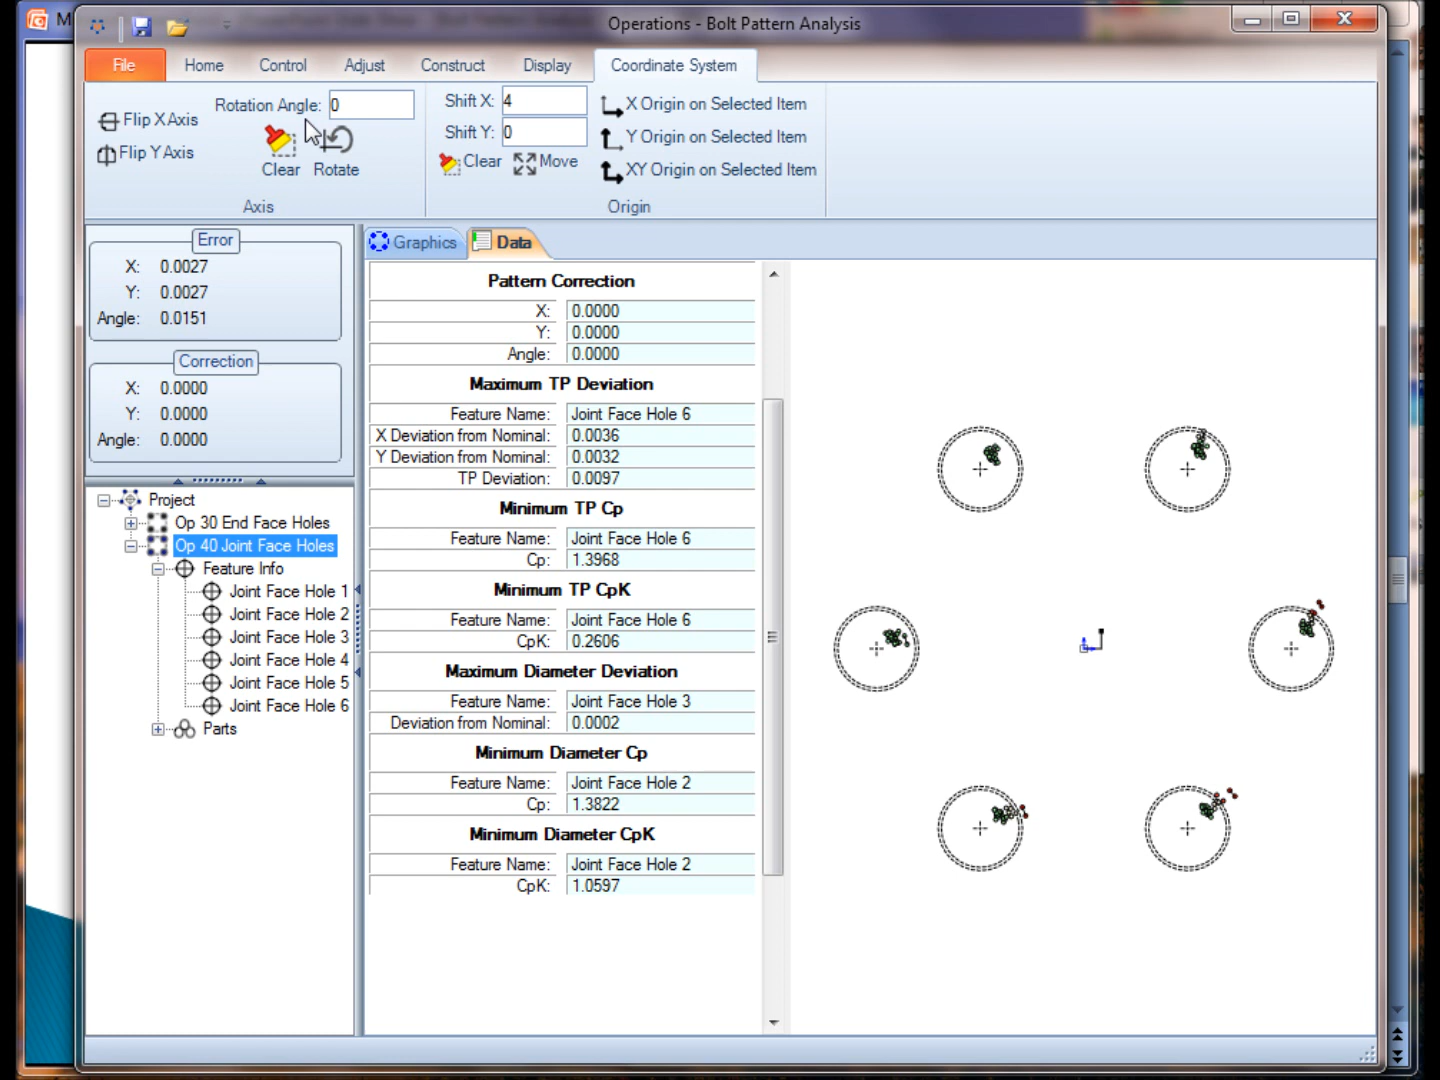 M
Operations - Bolt Pattern Analysis
File Home Control Adjust Construct Display Coordinate System
Flip X Axis
Flip Y Axis
Rotation Angle: 0
Clear Rotate
Axis
Shift X: 4
Shift Y: 0
Clear Move
X Origin on Selected Item
Y Origin on Selected Item
XY Origin on Selected Item
Origin
Error
X: 0.0027
Y: 0.0027
Angle: 0.0151
Correction
X: 0.0000
Y: 0.0000
Angle: 0.0000
Project
Op 30 End Face Holes
Op 40 Joint Face Holes
Feature Info
Joint Face Hole 1
Joint Face Hole 2
Joint Face Hole 3
Joint Face Hole 4
Joint Face Hole 5
Joint Face Hole 6
Parts
Graphics Data
Pattern Correction
X: 0.0000
Y: 0.0000
Angle: 0.0000
Maximum TP Deviation
Feature Name: Joint Face Hole 6
X Deviation from Nominal: 0.0036
Y Deviation from Nominal: 0.0032
TP Deviation: 0.0097
Minimum TP Cp
Feature Name: Joint Face Hole 6
Cp: 1.3968
Minimum TP CpK
Feature Name: Joint Face Hole 6
CpK: 0.2606
Maximum Diameter Deviation
Feature Name: Joint Face Hole 3
Deviation from Nominal: 0.0002
Minimum Diameter Cp
Feature Name: Joint Face Hole 2
Cp: 1.3822
Minimum Diameter CpK
Feature Name: Joint Face Hole 2
CpK: 1.0597